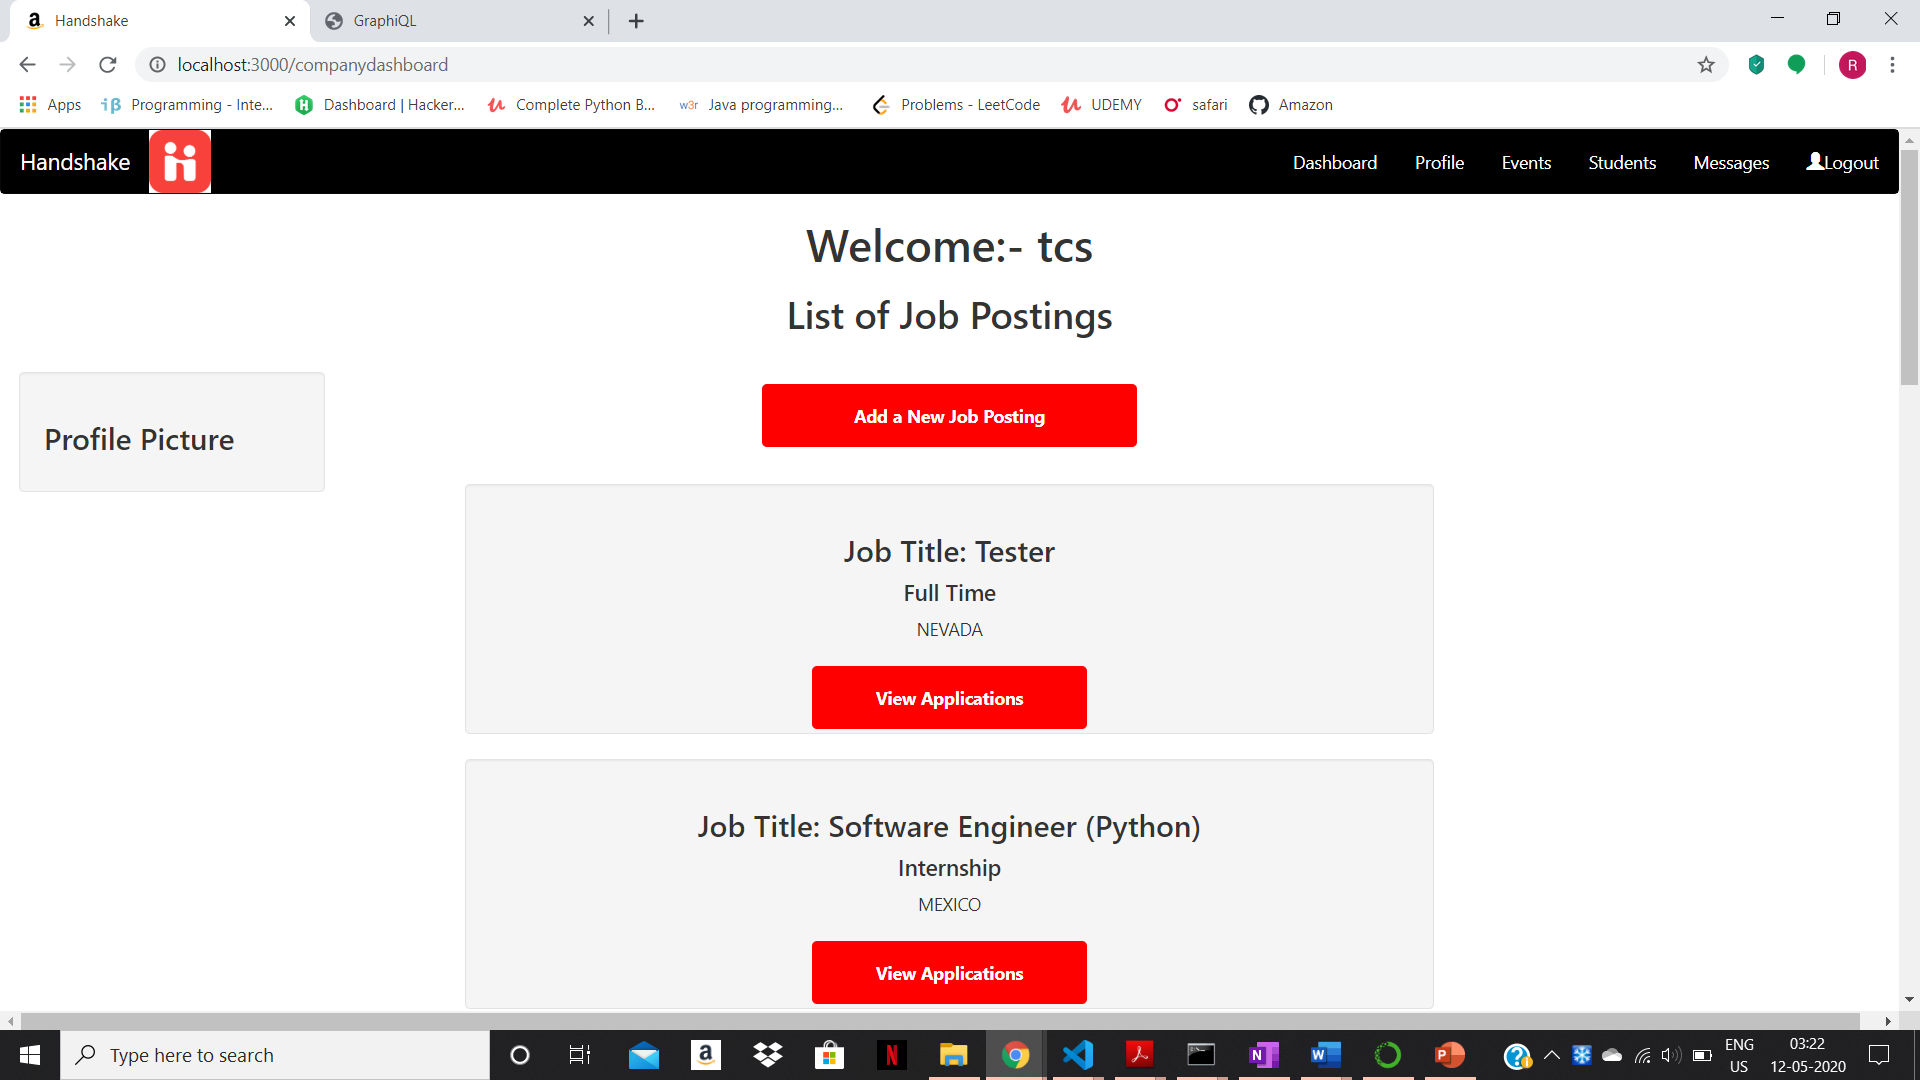 Handshake
GraphiQL
localhost:3000/companydashboard
R
Apps
Programming - Inte...
Dashboard | Hacker...
Complete Python B...
w3r Java programming...
Problems - LeetCode
UDEMY
safari
Amazon
Handshake
Dashboard
Profile
Events
Students
Messages
Logout
Welcome:- tcs
List of Job Postings
Profile Picture
Add a New Job Posting
Job Title: Tester
Full Time
NEVADA
View Applications
Job Title: Software Engineer (Python)
Internship
MEXICO
View Applications
Type here to search
ENG
US
03:22
12-05-2020